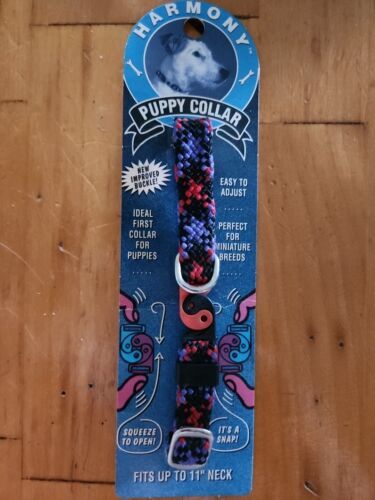 HARMONY™
PUPPY COLLAR
NEW
IMPROVED
BUCKLE!
EASY TO
ADJUST
IDEAL
FIRST
COLLAR
FOR
PUPPIES
PERFECT
FOR
MINIATURE
BREEDS
SQUEEZE
TO OPEN!
IT'S A
SNAP!
FITS UP TO 11" NECK